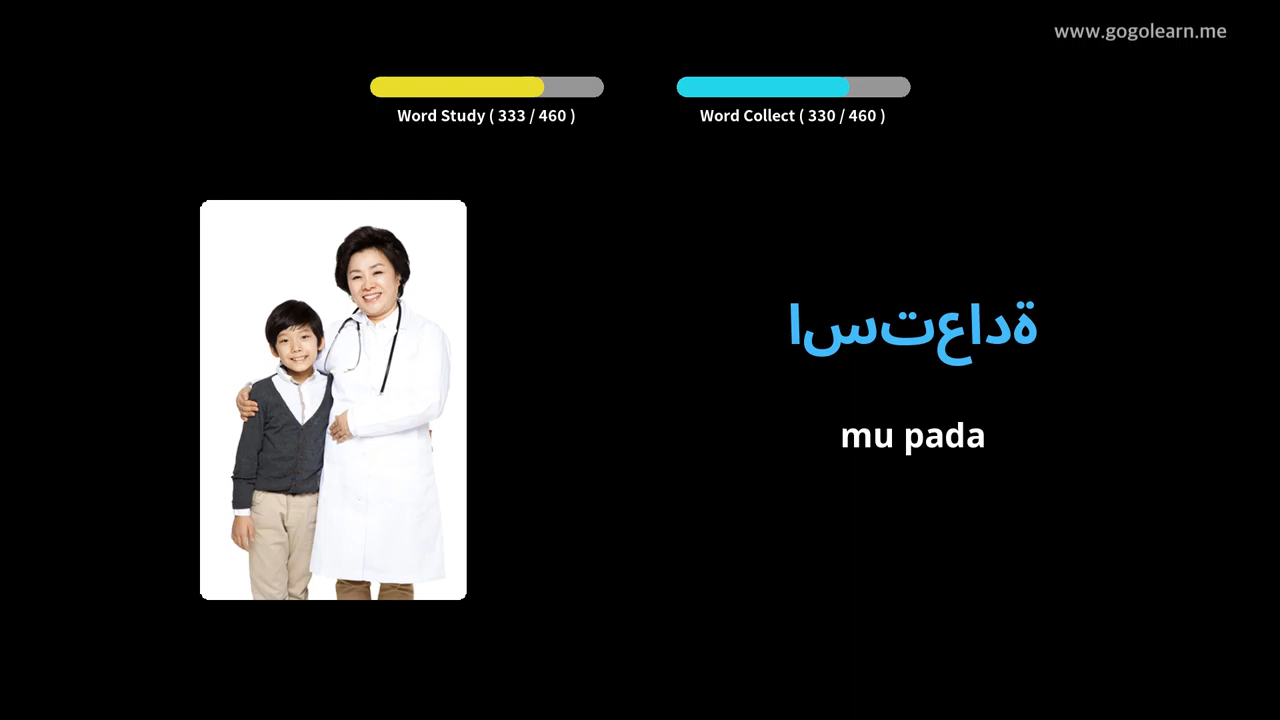 www.gogolearn.me
Word Study ( 333 / 460 )
Word Collect ( 330 / 460 )
استعادة
mu pada